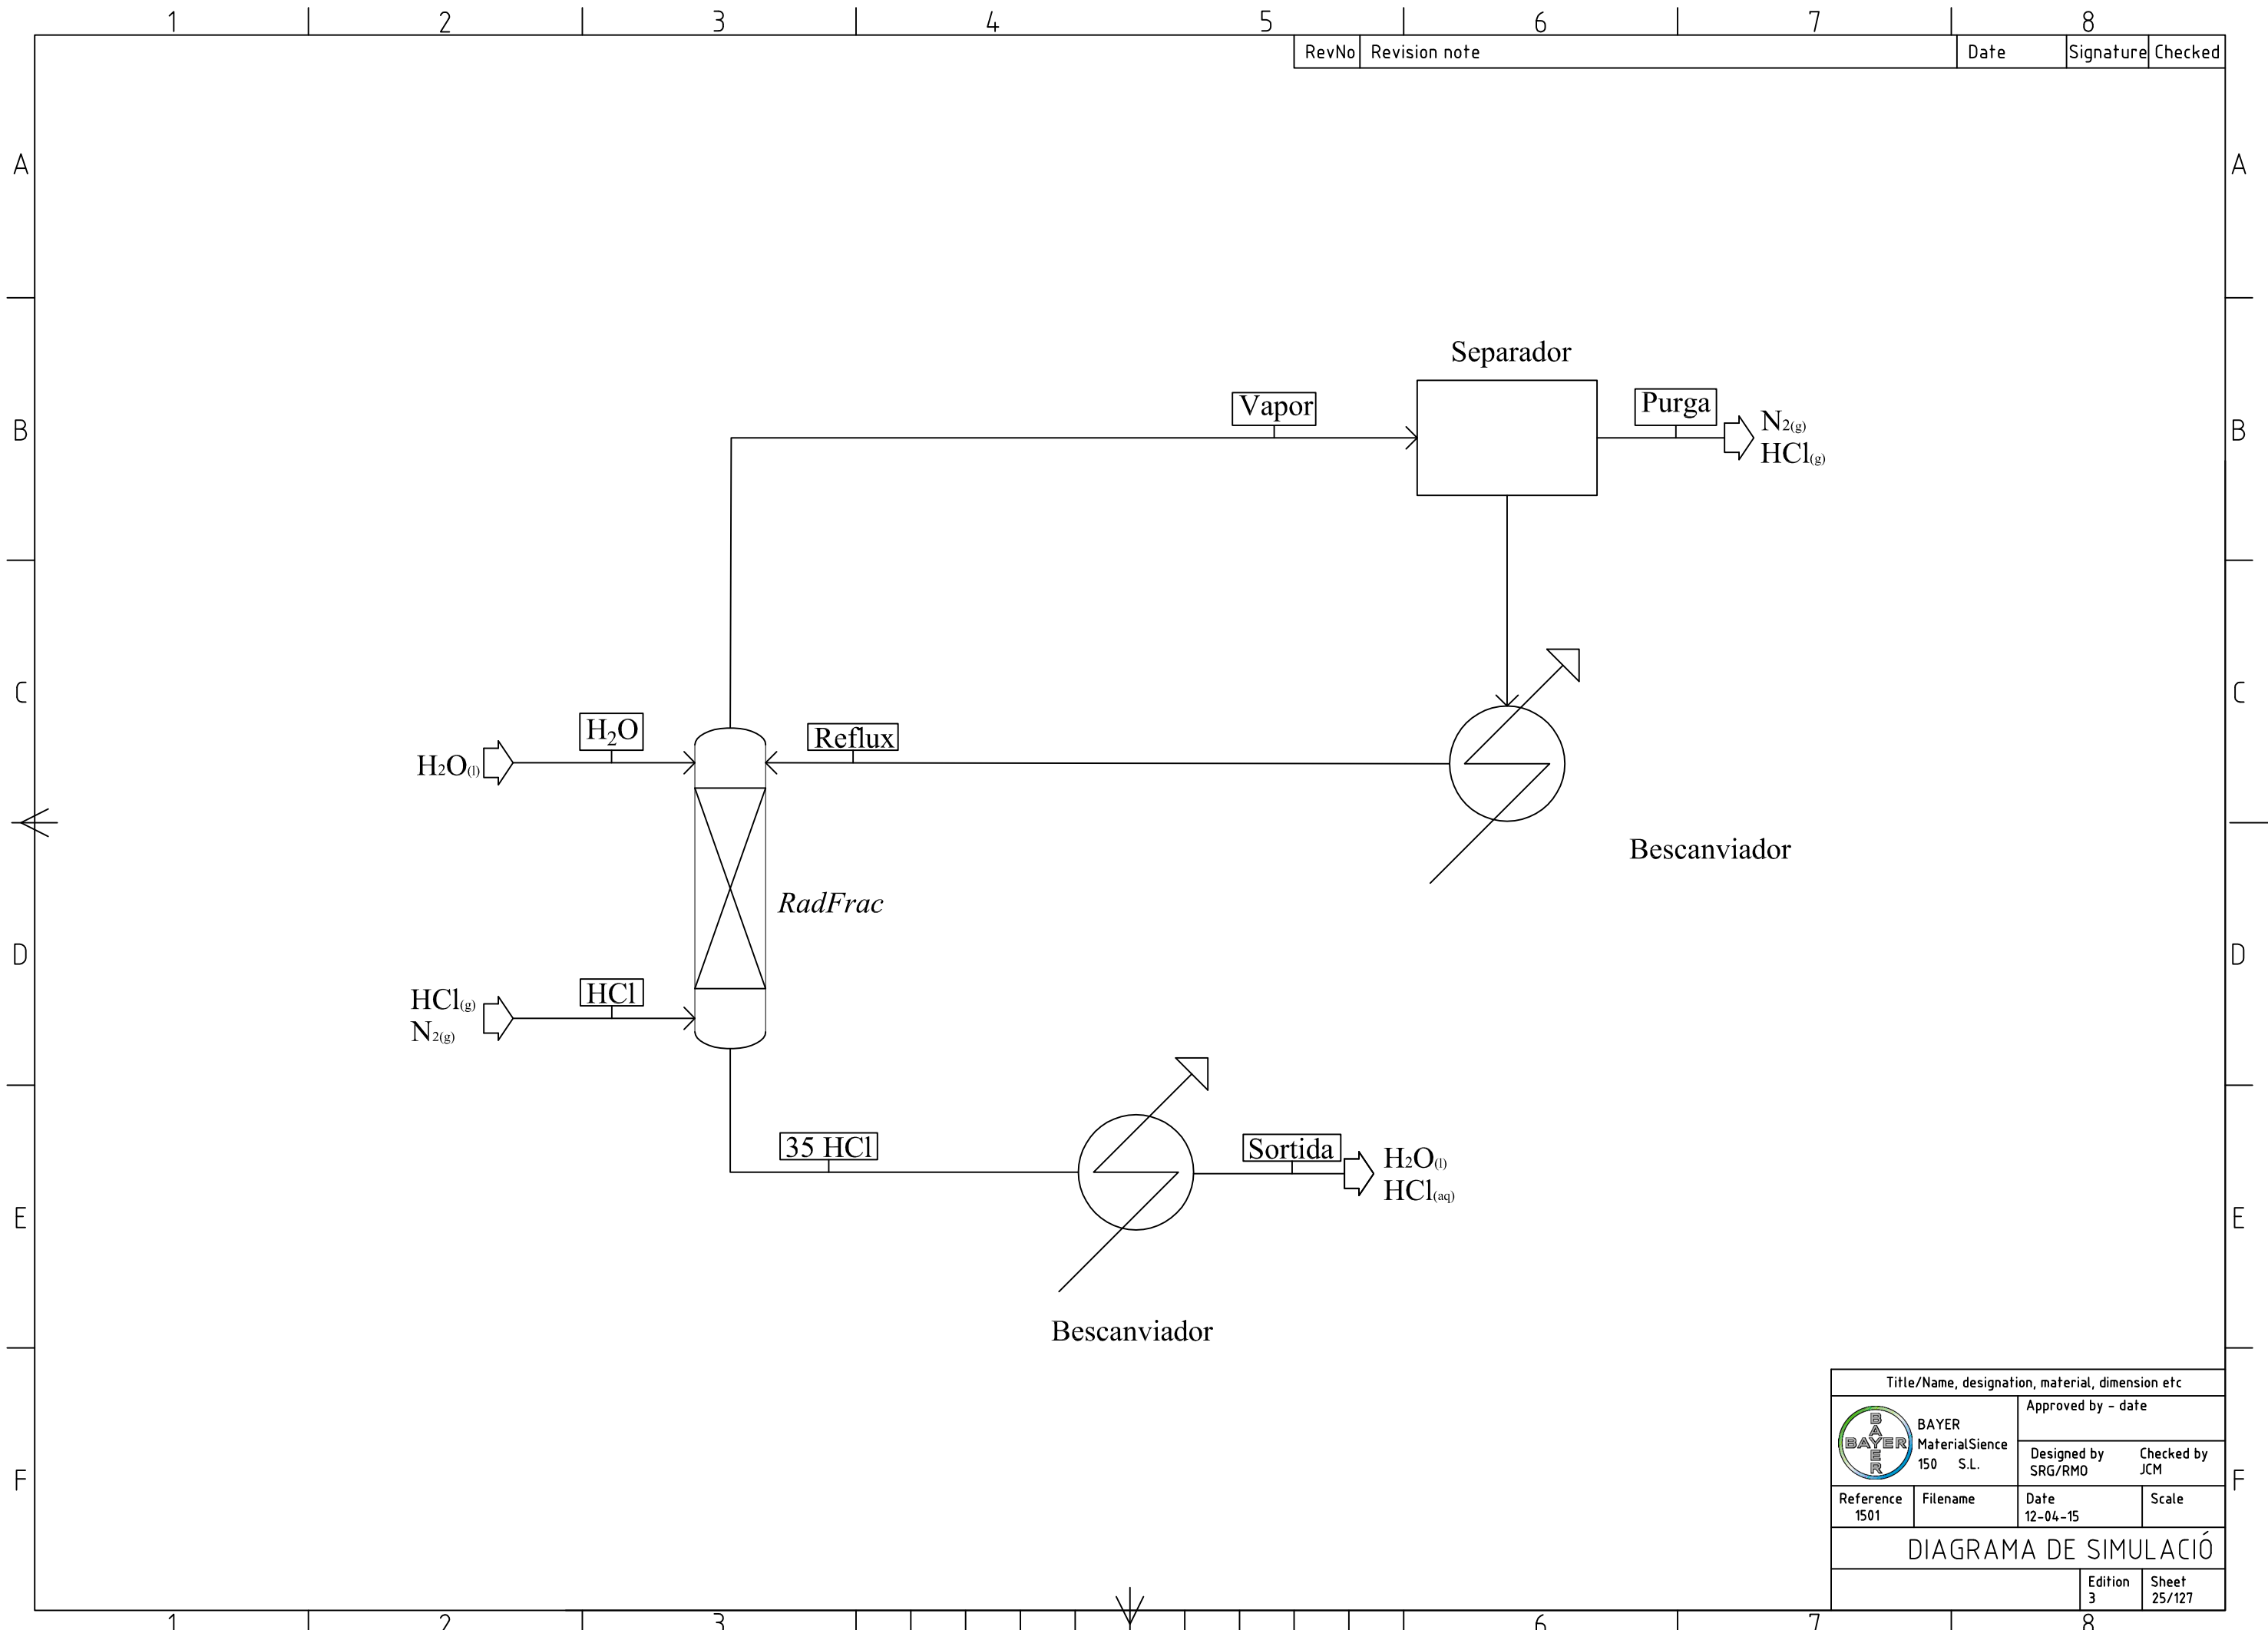 1 2 3 4 5 6 7 8
RevNo Revision note Date Signature Checked
A A
Separador
Vapor
Purga
N2(g)
HCl(g)
B B
C C
H2O
Reflux
H2O(l)
Bescanviador
RadFrac
D D
HCl
HCl(g)
N2(g)
35 HCl
Sortida
H2O(l)
HCl(aq)
E E
Bescanviador
Title/Name, designation, material, dimension etc
BAYER
BAYER
BAYER
MaterialSience
150 S.L.
Approved by - date
Designed by Checked by
SRG/RMO JCM
F F
Reference Filename Date Scale
1501 12-04-15
DIAGRAMA DE SIMULACIÓ
Edition Sheet
3 25/127
1 2 3 6 7 8